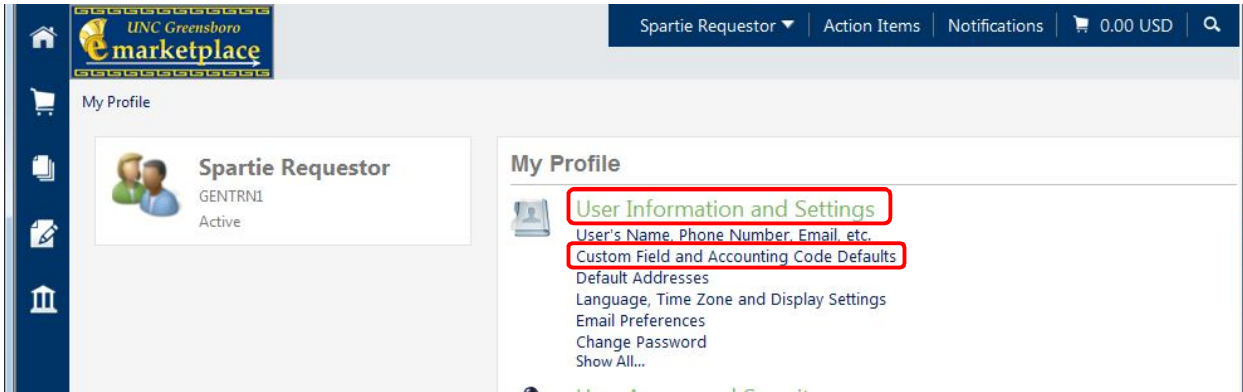 UNC Greensboro
e marketplace
Spartie Requestor Action Items Notifications 0.00 USD
My Profile
Spartie Requestor
GENTRN1
Active
My Profile
User Information and Settings
User's Name, Phone Number, Email, etc.
Custom Field and Accounting Code Defaults
Default Addresses
Language, Time Zone and Display Settings
Email Preferences
Change Password
Show All...